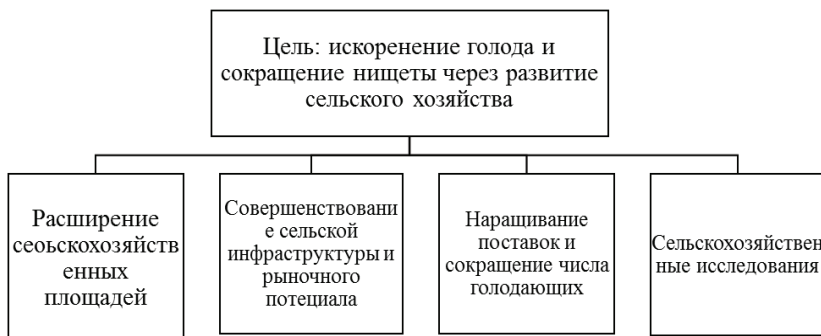 Цель: искоренение голода и
сокращение нищеты через развитие
сельского хозяйства
Расширение
сеоьскохозяйств
енных
площадей
Совершенствовани
е сельской
инфраструктуры и
рыночного
потециала
Наращивание
поставок и
сокращение числа
голодающих
Сельскохозяйствен
ные исследования